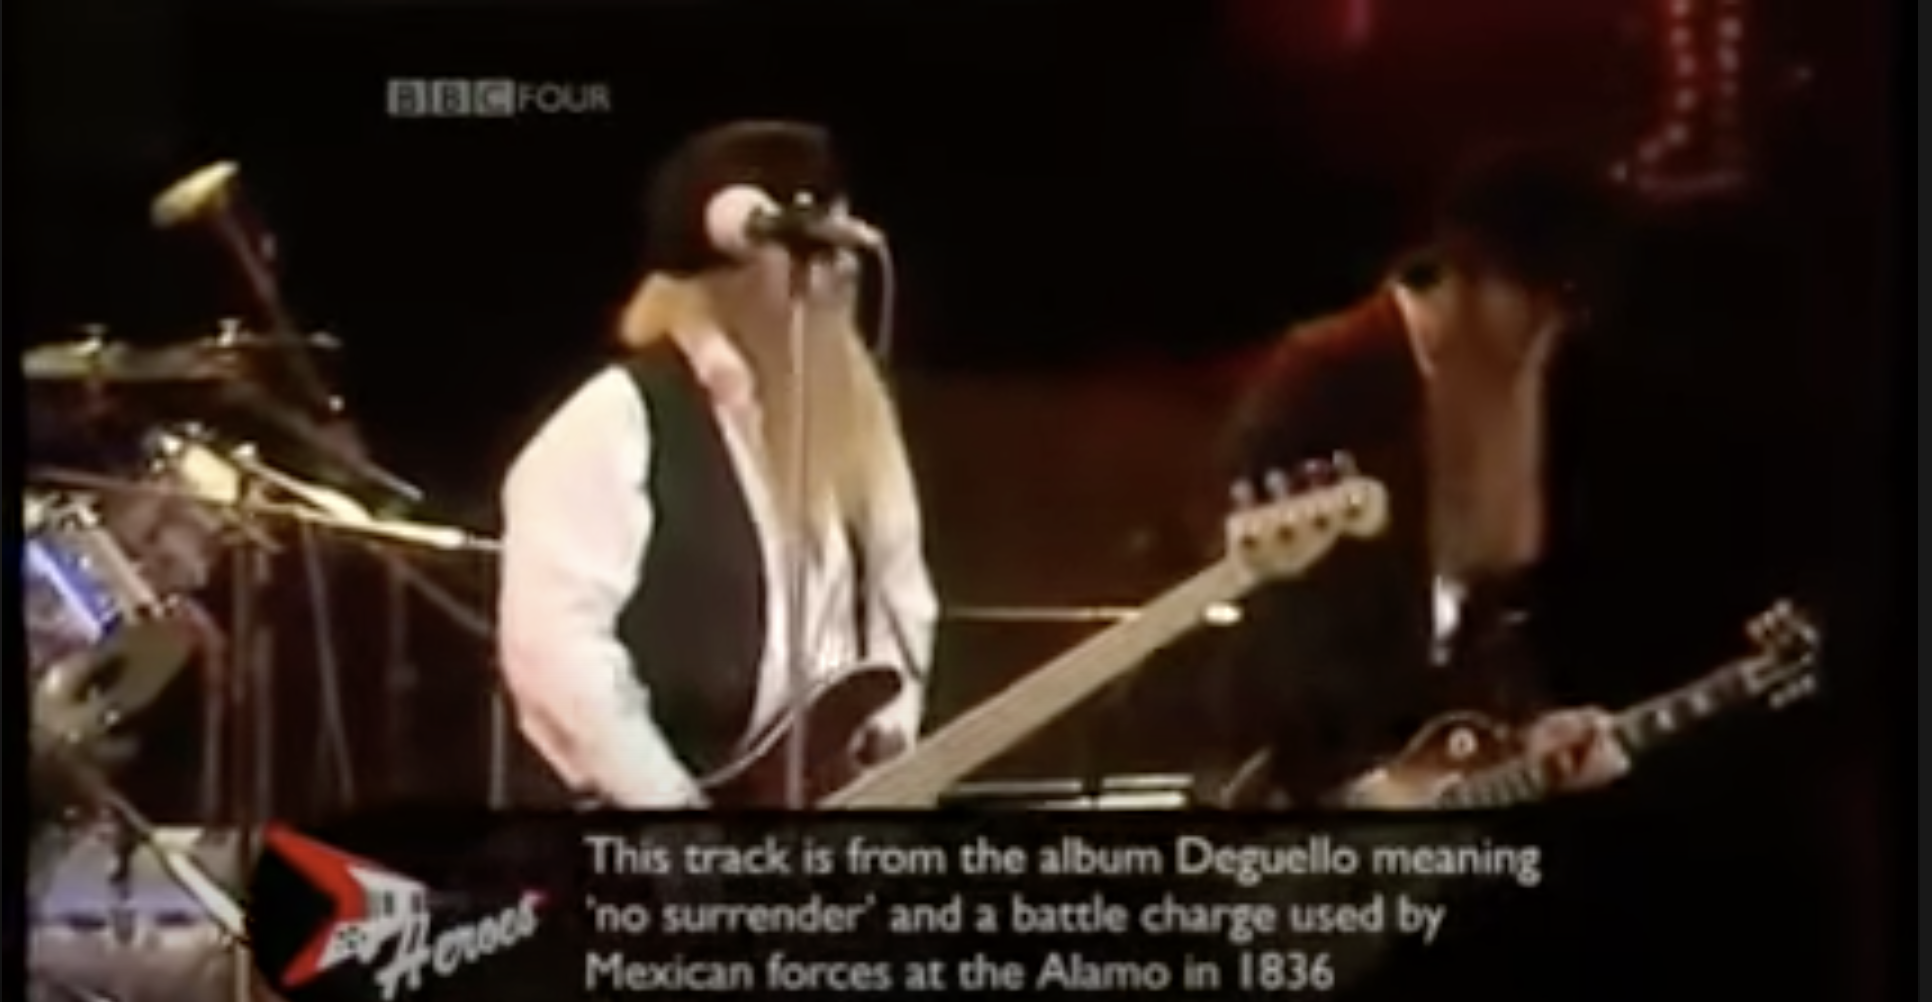 BBC FOUR
This track is from the album Deguello meaning
'no surrender' and a battle charge used by
Heroes
Mexican forces at the Alamo in 1836